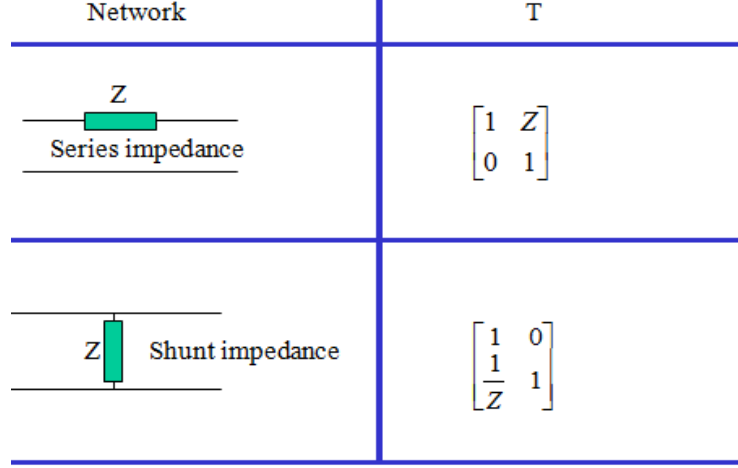 Network T
Z
Series impedance
[1 Z]
[0 1]
Z Shunt impedance
[1 0]
[1/Z 1]